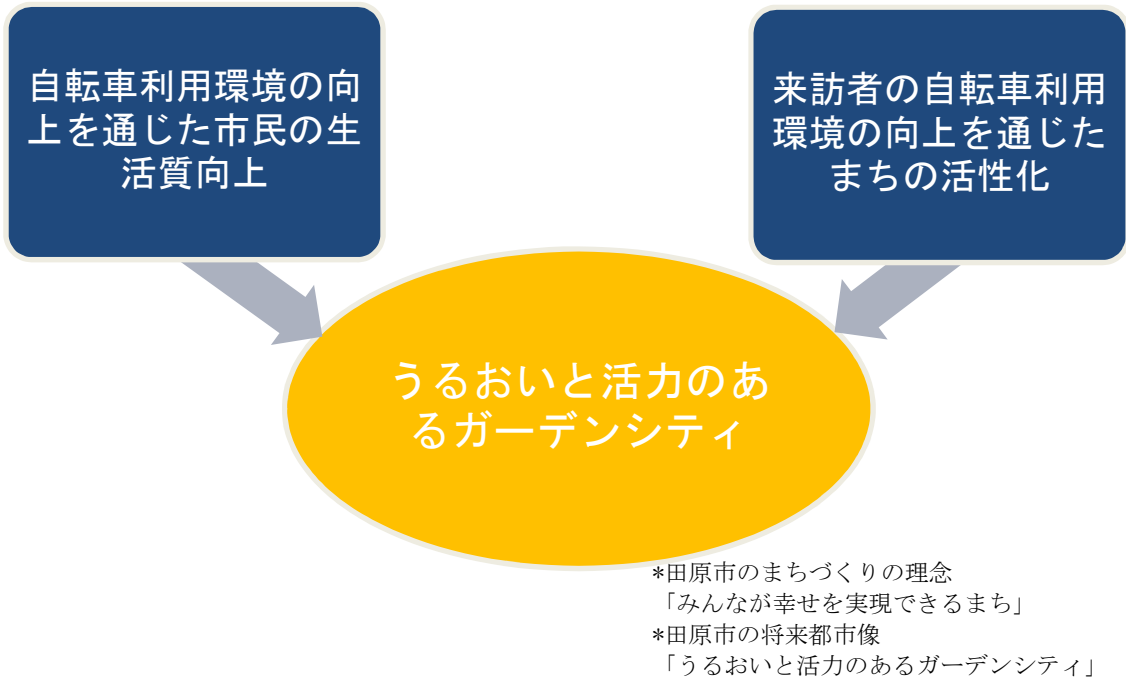 自転車利用環境の向
上を通じた市民の生
活質向上
来訪者の自転車利用
環境の向上を通じた
まちの活性化
うるおいと活力のあ
るガーデンシティ
*田原市のまちづくりの理念
「みんなが幸せを実現できるまち」
*田原市の将来都市像
「うるおいと活力のあるガーデンシティ」